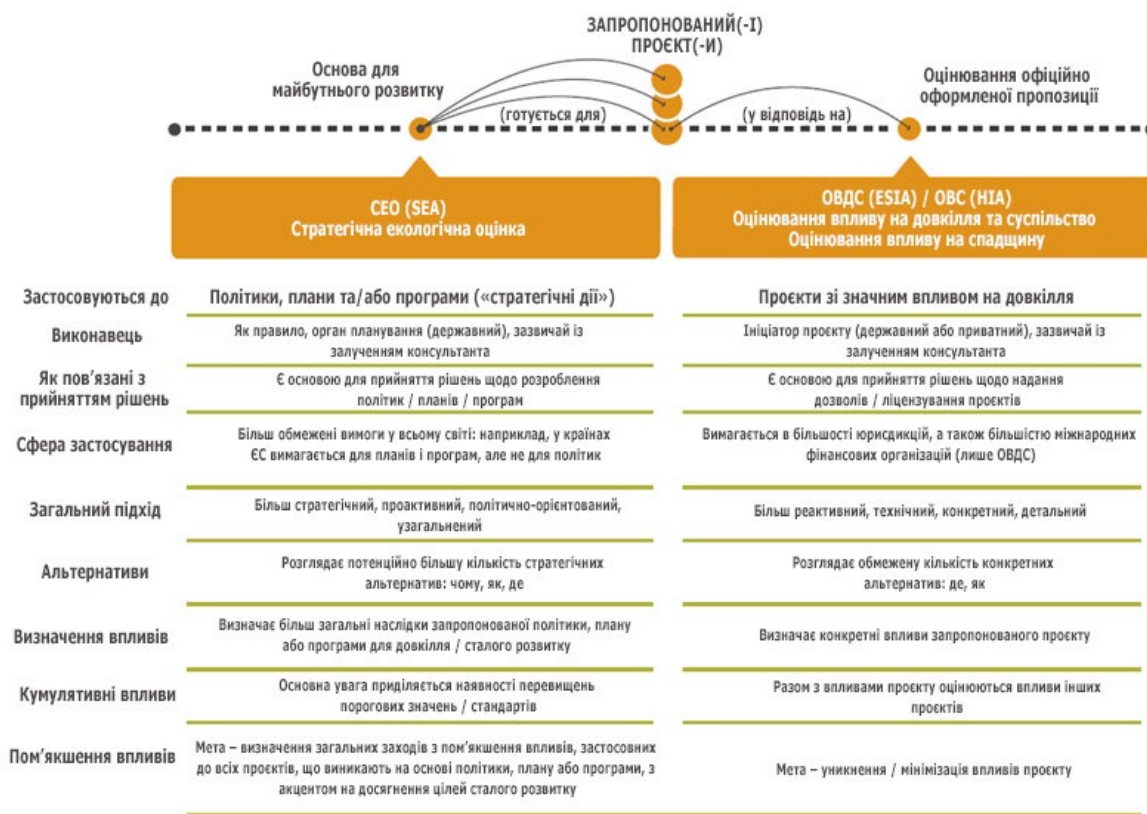 ЗАПРОПОНОВАНИЙ(-І)
ПРОЄКТ(-И)
Основа для
майбутнього розвитку
Оцінювання офіційно
оформленої пропозиції
(готується для)
(у відповідь на)
СЕО (SEA)
Стратегічна екологічна оцінка
ОВДС (ESIA) / ОВС (HIA)
Оцінювання впливу на довкілля та суспільство
Оцінювання впливу на спадщину
Застосовуються до
Політики, плани та/або програми («стратегічні дії»)
Проєкти зі значним впливом на довкілля
Виконавець
Як правило, орган планування (державний), зазвичай із
залученням консультанта
Ініціатор проєкту (державний або приватний), зазвичай із
залученням консультанта
Як пов’язані з
прийняттям рішень
Є основою для прийняття рішень щодо розроблення
політик / планів / програм
Є основою для прийняття рішень щодо надання
дозволів / ліцензування проєктів
Сфера застосування
Більш обмежені вимоги у всьому світі: наприклад, у країнах
ЄС вимагається для планів і програм, але не для політик
Вимагається в більшості юрисдикцій, а також більшістю міжнародних
фінансових організацій (лише ОВДС)
Загальний підхід
Більш стратегічний, проактивний, політично-орієнтований,
узагальнений
Більш реактивний, технічний, конкретний, детальний
Альтернативи
Розглядає потенційно більшу кількість стратегічних
альтернатив: чому, як, де
Розглядає обмежену кількість конкретних
альтернатив: де, як
Визначення впливів
Визначає більш загальні наслідки запропонованої політики, плану
або програми для довкілля / сталого розвитку
Визначає конкретні впливи запропонованого проєкту
Кумулятивні впливи
Основна увага приділяється наявності перевищень
порогових значень / стандартів
Разом з впливами проєкту оцінюються впливи інших
проєктів
Пом’якшення впливів
Мета – визначення загальних заходів з пом’якшення впливів, застосовних
до всіх проєктів, що виникають на основі політики, плану або програми, з
акцентом на досягнення цілей сталого розвитку
Мета – уникнення / мінімізація впливів проєкту